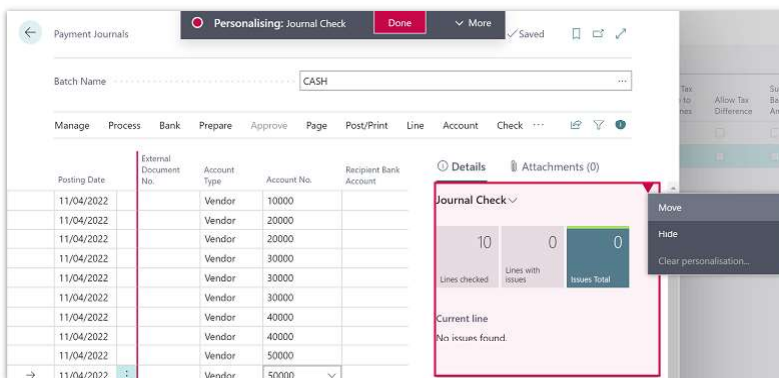 Personalising: Journal Check Done More
Payment Journals
Saved
Batch Name CASH ...
Manage Process Bank Prepare Approve Page Post/Print Line Account Check ...
Details Attachments (0)
Posting Date External Document No. Account Type Account No. Recipient Bank Account
11/04/2022 Vendor 10000
11/04/2022 Vendor 20000
11/04/2022 Vendor 20000
11/04/2022 Vendor 30000
11/04/2022 Vendor 30000
11/04/2022 Vendor 30000
11/04/2022 Vendor 40000
11/04/2022 Vendor 40000
11/04/2022 Vendor 50000
11/04/2022 Vendor 50000
Journal Check
10 0 0
Lines checked Lines with issues Issues Total
Current line
No issues found.
Move
Hide
Clear personalisation...
Tax
to
Allow Tax
Difference